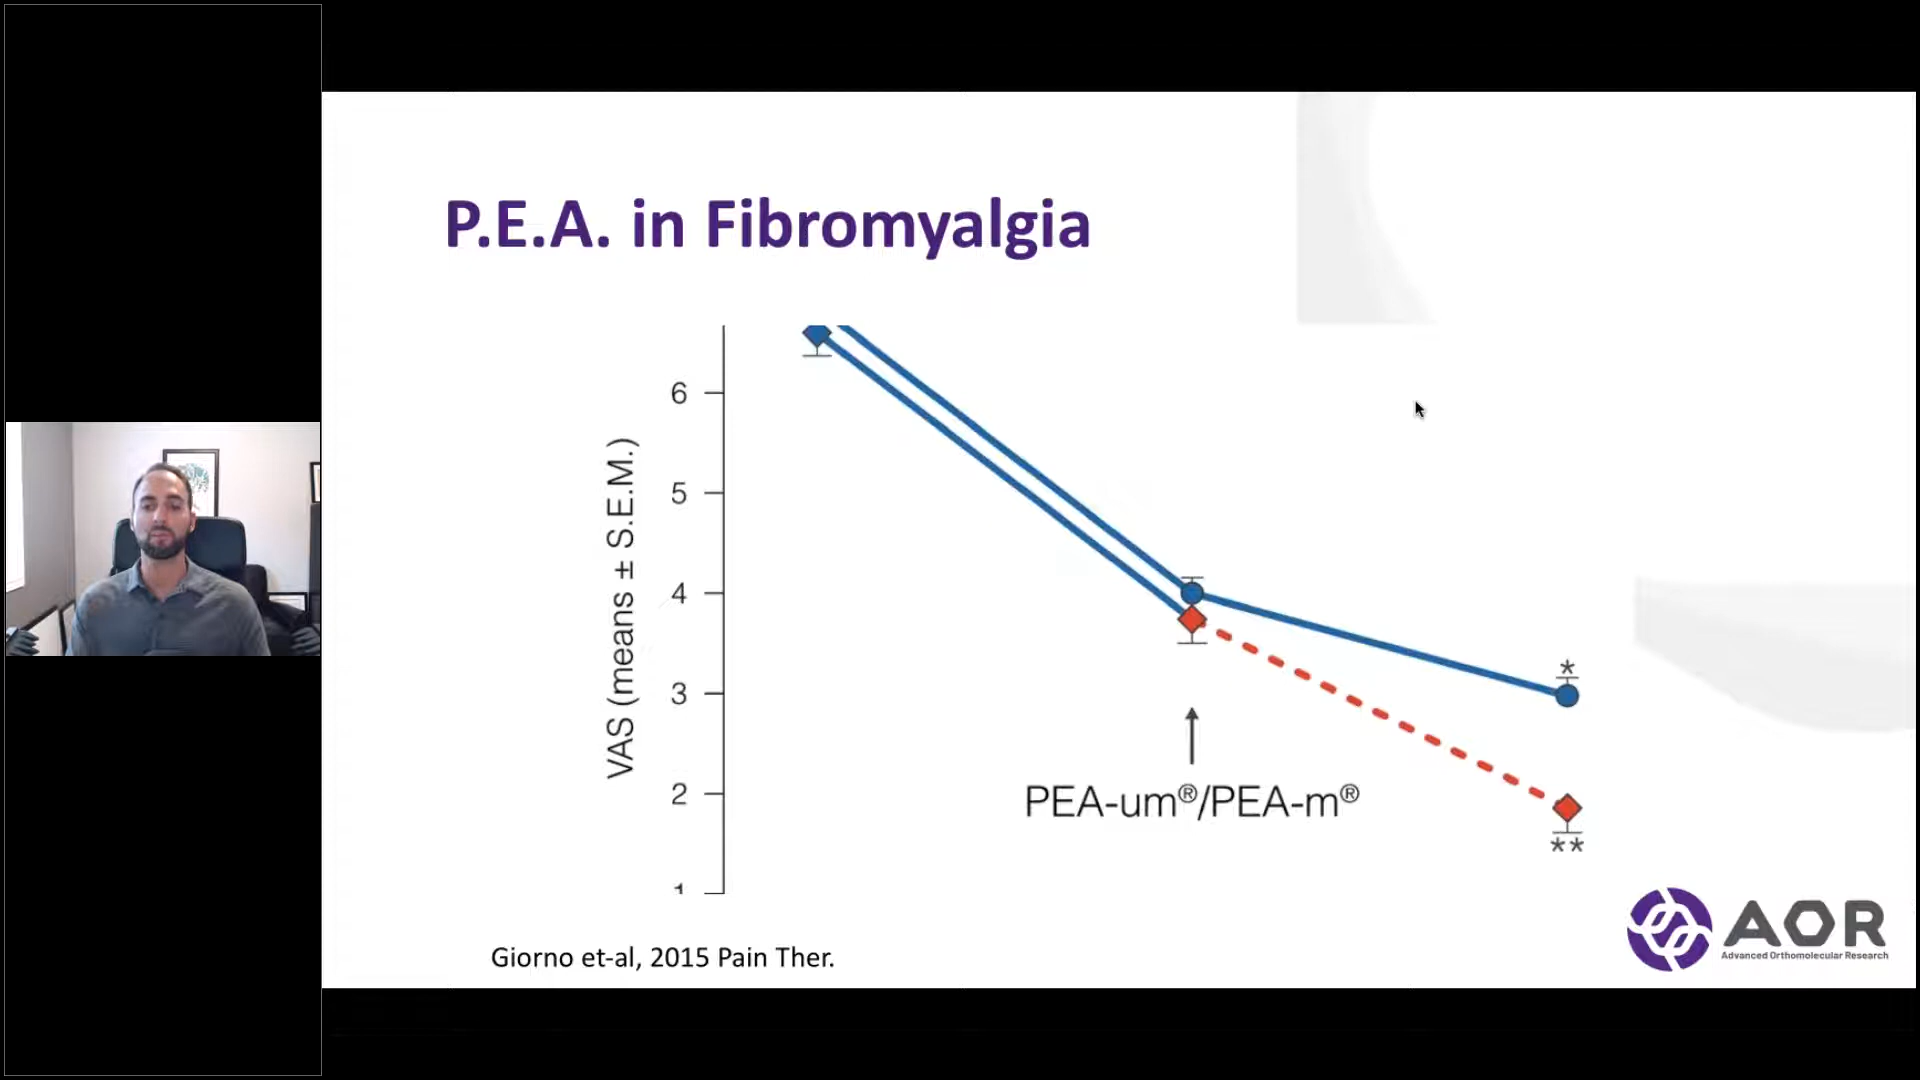 P.E.A. in Fibromyalgia
VAS (means ± S.E.M.)
6
5
4
3
2
1
*
PEA-um®/PEA-m®
**
Giorno et-al, 2015 Pain Ther.
AOR
Advanced Orthomolecular Research